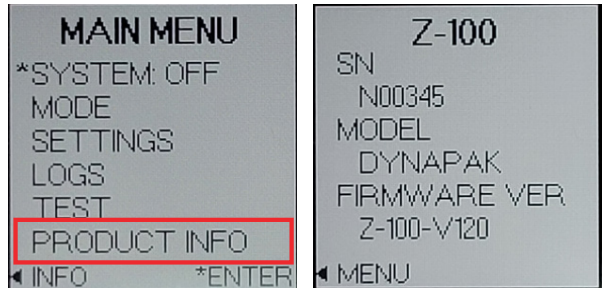 MAIN MENU
*SYSTEM: OFF
MODE
SETTINGS
LOGS
TEST
PRODUCT INFO
◄ INFO *ENTER
Z-100
SN
N00345
MODEL
DYNAPAK
FIRMWARE VER
Z-100-V120
◄ MENU